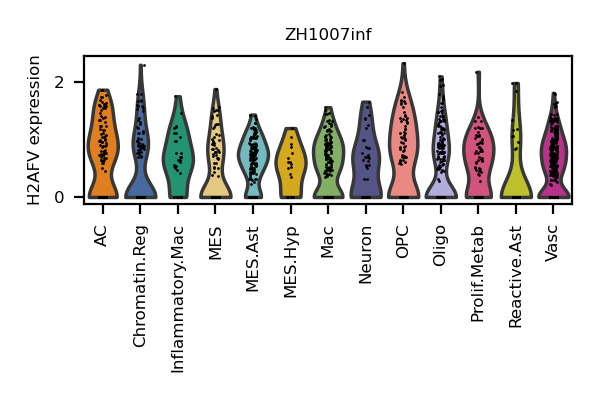 ZH1007inf
H2AFV expression
2
0
AC
Chromatin.Reg
Inflammatory.Mac
MES
MES.Ast
MES.Hyp
Mac
Neuron
OPC
Oligo
Prolif.Metab
Reactive.Ast
Vasc